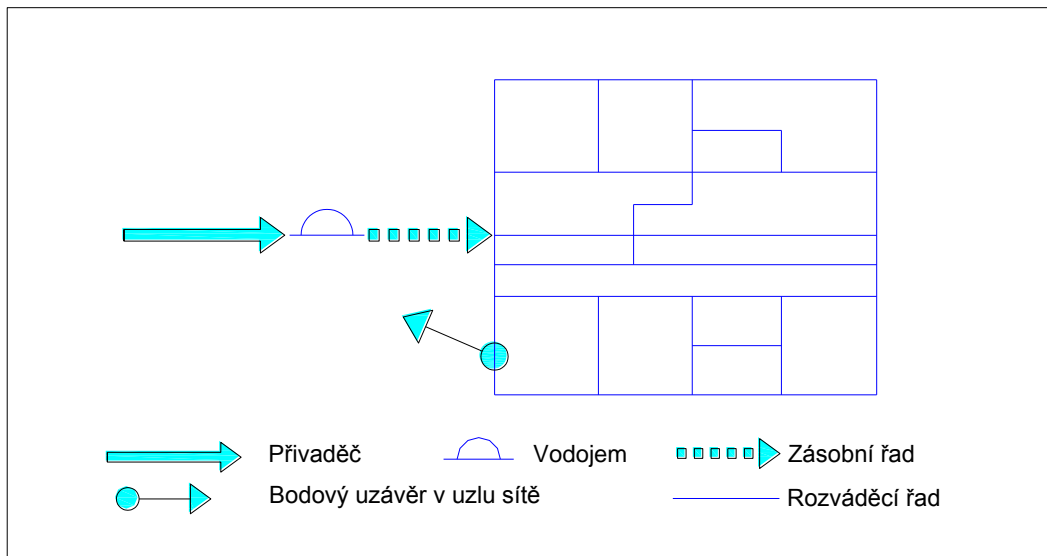 Přivaděč
Vodojem
Zásobní řad
Bodový uzávěr v uzlu sítě
Rozváděcí řad